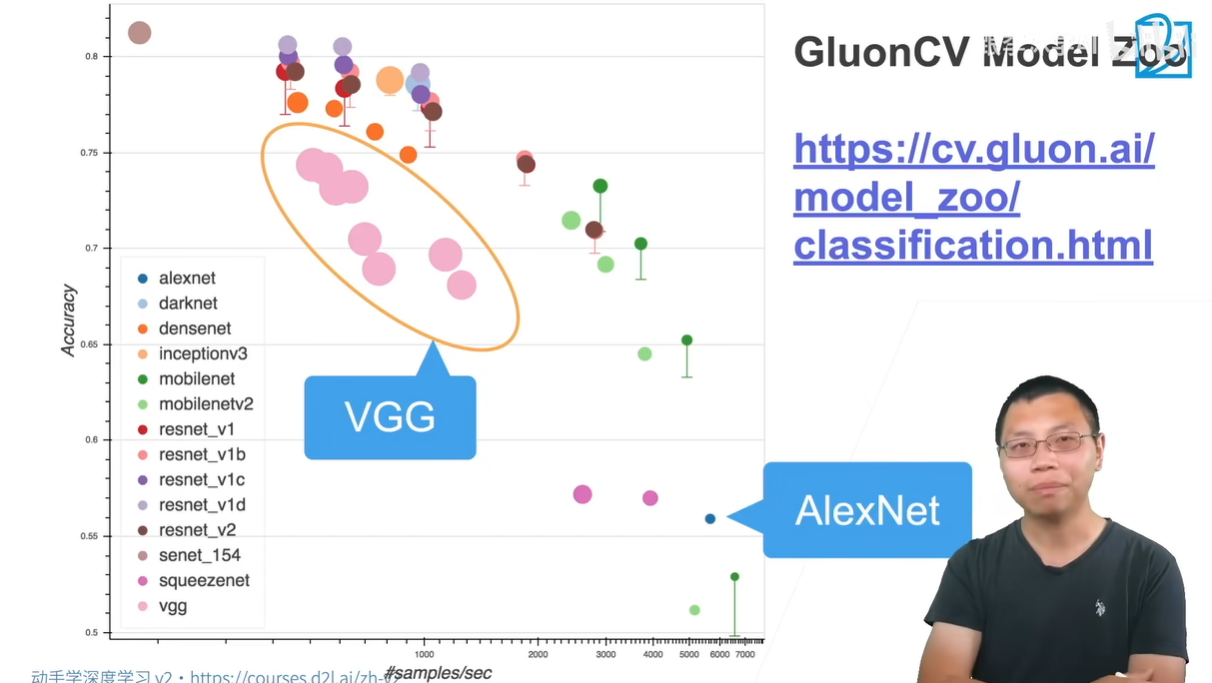 GluonCV Model Zoo
https://cv.gluon.ai/
model_zoo/
classification.html
0.8
0.75
0.7
0.65
0.6
0.55
0.5
Accuracy
alexnet
darknet
densenet
inceptionv3
mobilenet
mobilenetv2
resnet_v1
resnet_v1b
resnet_v1c
resnet_v1d
resnet_v2
senet_154
squeezenet
vgg
VGG
AlexNet
1000
2000
3000
4000
5000
6000
7000
#samples/sec
动手学深度学习 v2 · https://courses.d2l.ai/zh-v2